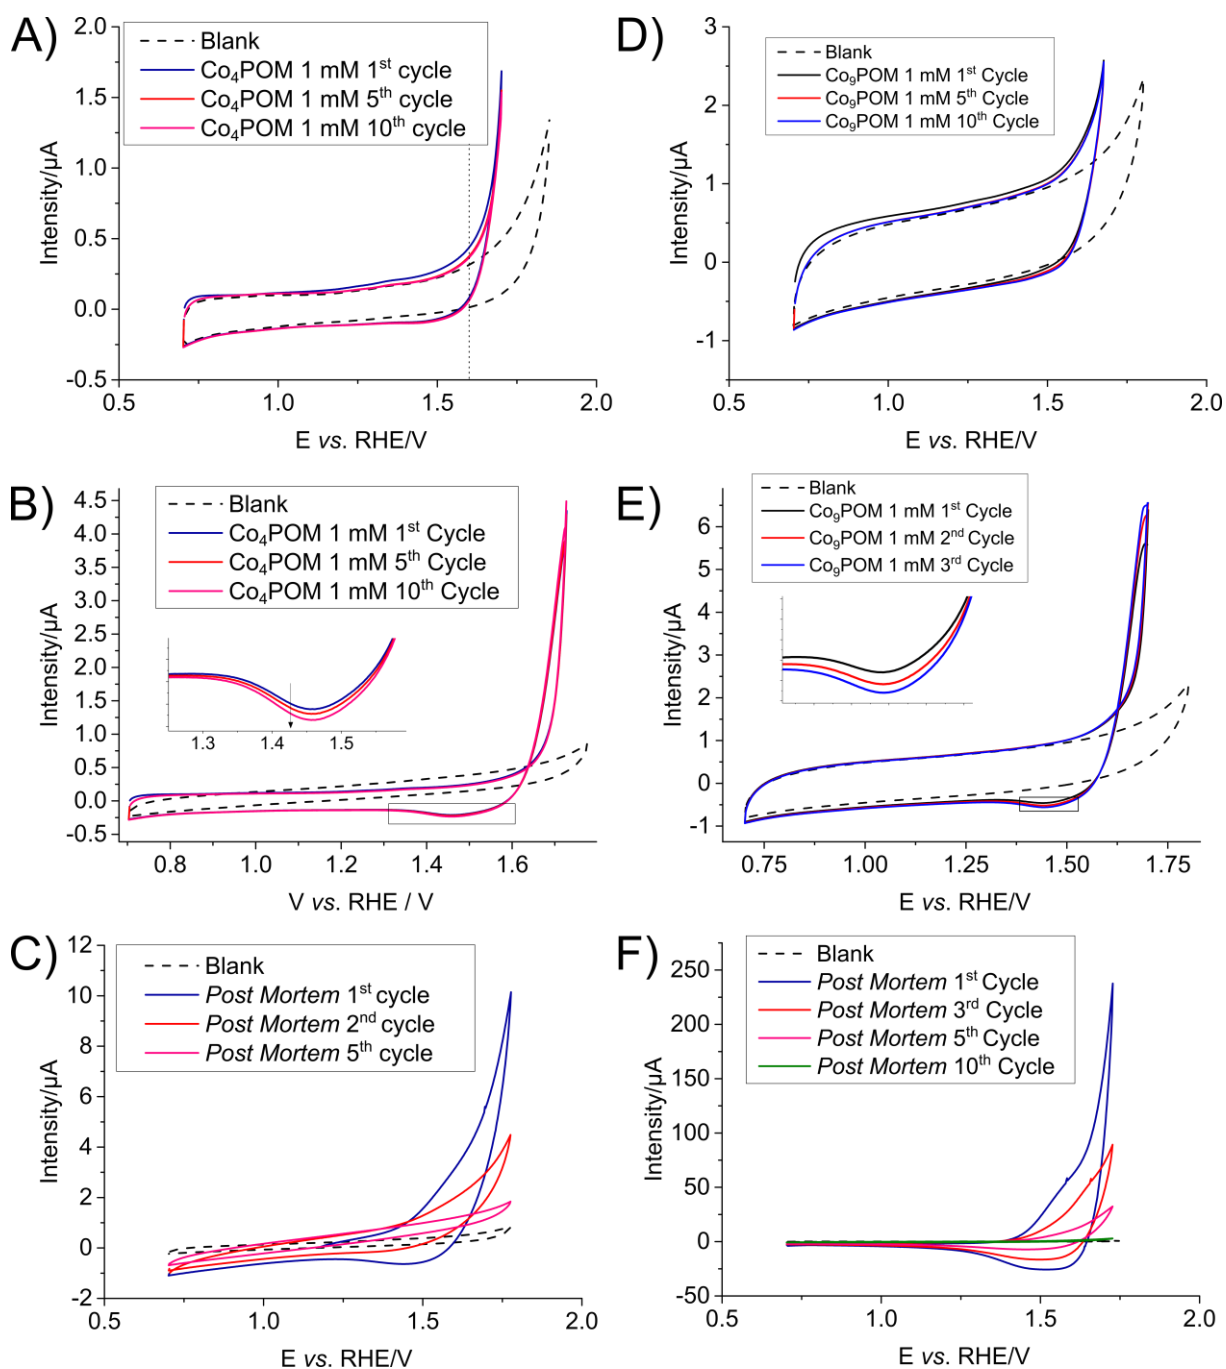 A)
2.0
1.5
1.0
0.5
0.0
-0.5
Intensity/µA
Blank
Co₄POM 1 mM 1ˢᵗ cycle
Co₄POM 1 mM 5ᵗʰ cycle
Co₄POM 1 mM 10ᵗʰ cycle
0.5 1.0 1.5 2.0
E vs. RHE/V
D)
3
2
1
0
-1
Intensity/µA
Blank
Co₉POM 1 mM 1ˢᵗ Cycle
Co₉POM 1 mM 5ᵗʰ Cycle
Co₉POM 1 mM 10ᵗʰ Cycle
0.5 1.0 1.5 2.0
E vs. RHE/V
B)
4.5
4.0
3.5
3.0
2.5
2.0
1.5
1.0
0.5
0.0
-0.5
Intensity/µA
Blank
Co₄POM 1 mM 1ˢᵗ Cycle
Co₄POM 1 mM 5ᵗʰ Cycle
Co₄POM 1 mM 10ᵗʰ Cycle
1.3 1.4 1.5
0.8 1.0 1.2 1.4 1.6
V vs. RHE / V
E)
6
5
4
3
2
1
0
-1
Intensity/µA
Blank
Co₉POM 1 mM 1ˢᵗ Cycle
Co₉POM 1 mM 2ⁿᵈ Cycle
Co₉POM 1 mM 3ʳᵈ Cycle
0.75 1.00 1.25 1.50 1.75
E vs. RHE/V
C)
12
10
8
6
4
2
0
-2
Intensity/µA
Blank
Post Mortem 1ˢᵗ cycle
Post Mortem 2ⁿᵈ cycle
Post Mortem 5ᵗʰ cycle
0.5 1.0 1.5 2.0
E vs. RHE/V
F)
250
200
150
100
50
0
-50
Intensity/µA
Blank
Post Mortem 1ˢᵗ Cycle
Post Mortem 3ʳᵈ Cycle
Post Mortem 5ᵗʰ Cycle
Post Mortem 10ᵗʰ Cycle
0.5 1.0 1.5 2.0
E vs. RHE/V